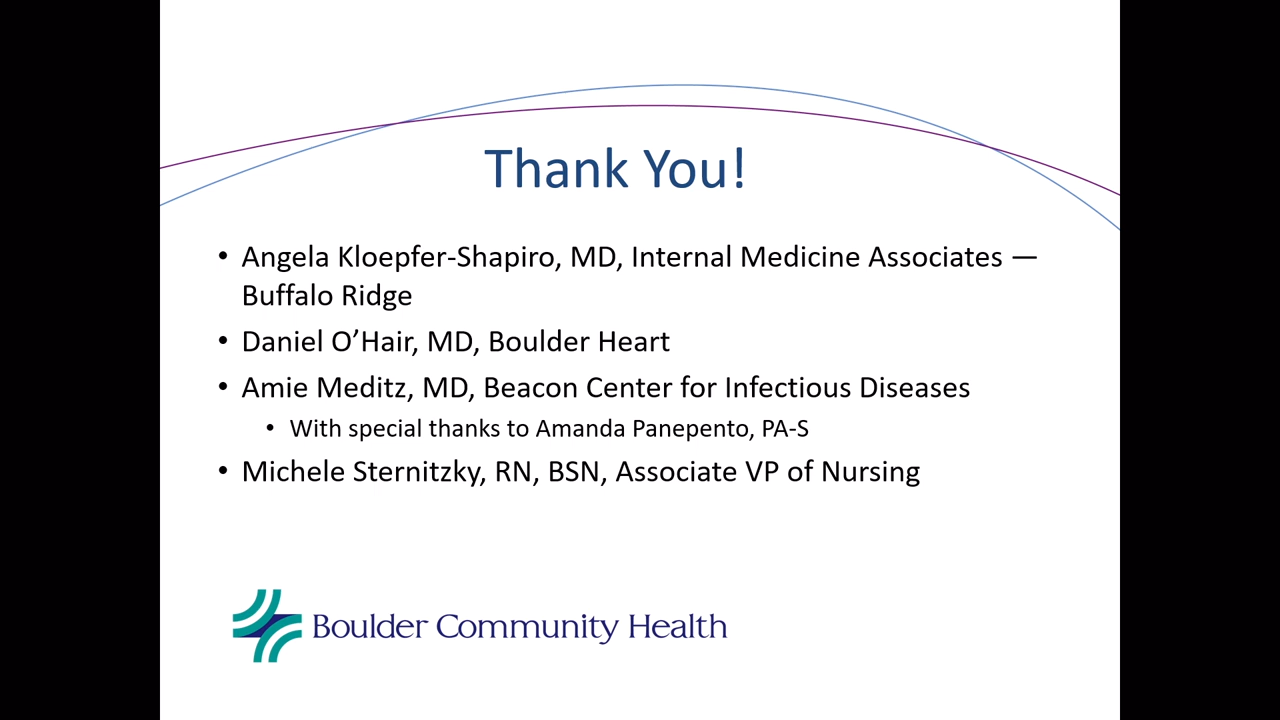 Thank You!
• Angela Kloepfer-Shapiro, MD, Internal Medicine Associates —
Buffalo Ridge
• Daniel O’Hair, MD, Boulder Heart
• Amie Meditz, MD, Beacon Center for Infectious Diseases
• With special thanks to Amanda Panepento, PA-S
• Michele Sternitzky, RN, BSN, Associate VP of Nursing
Boulder Community Health